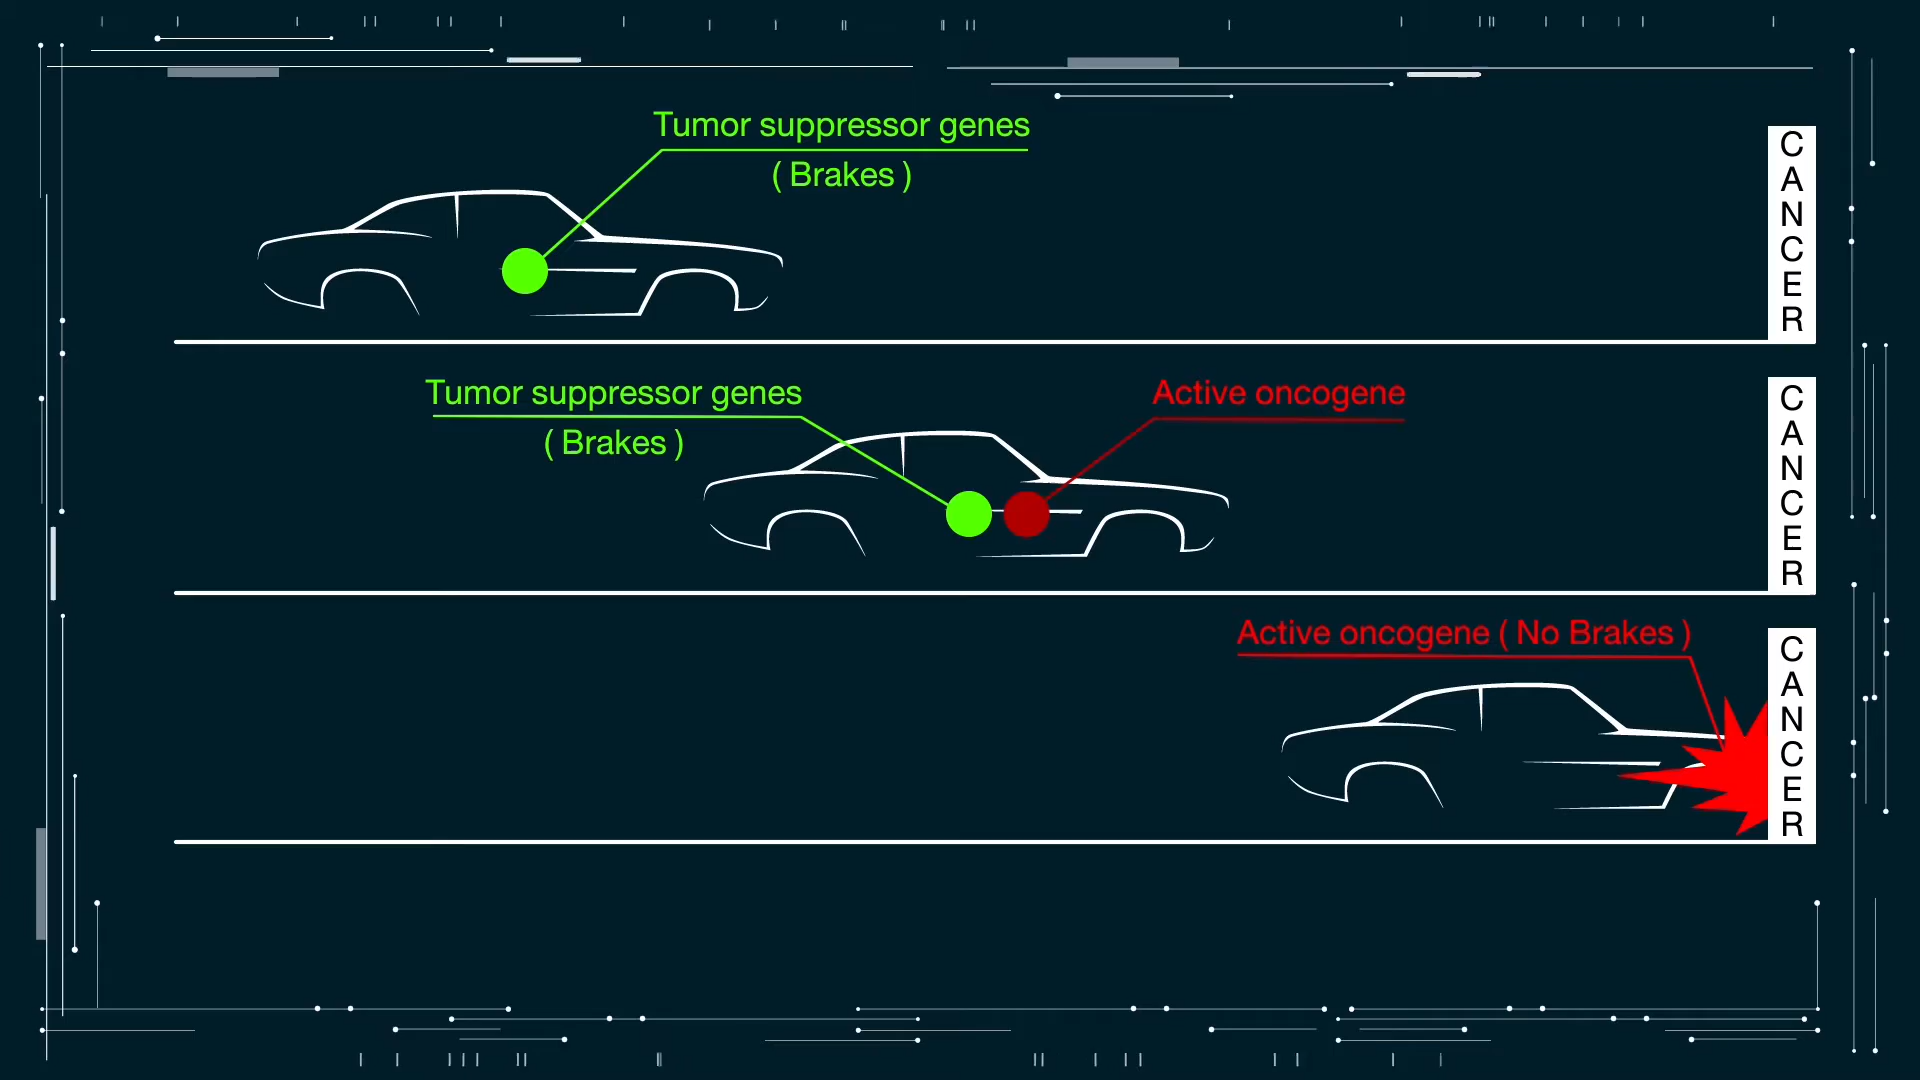 Tumor suppressor genes
( Brakes )
CANCER
Tumor suppressor genes
( Brakes )
Active oncogene
CANCER
Active oncogene ( No Brakes )
CANCER